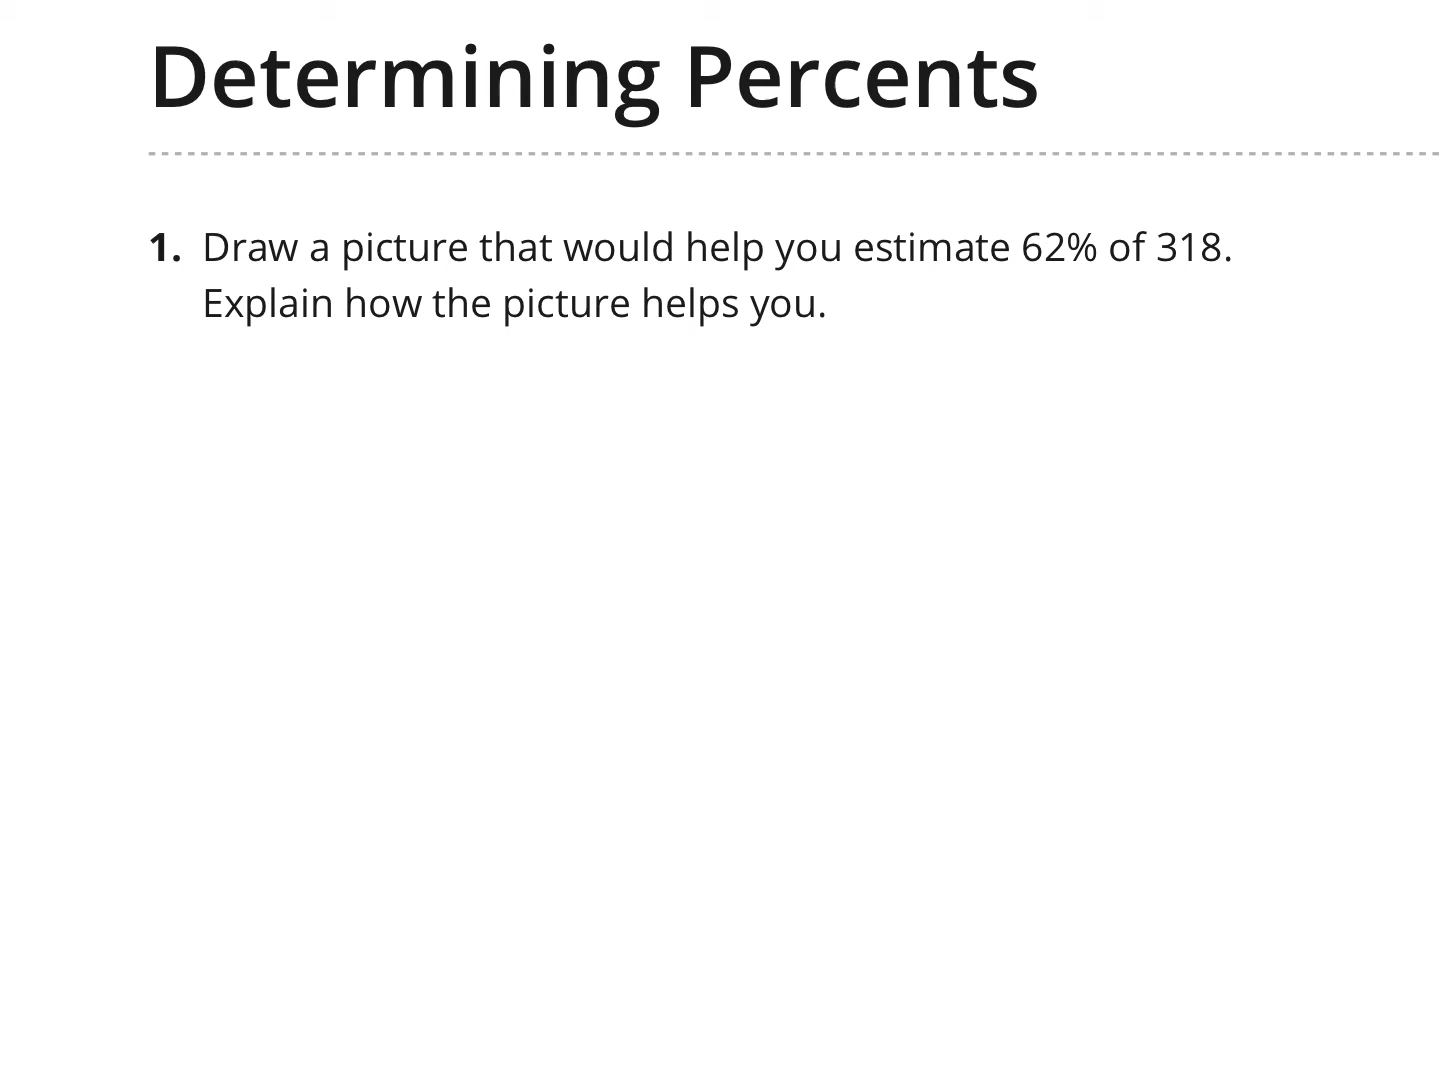 Determining Percents
1. Draw a picture that would help you estimate 62% of 318.
Explain how the picture helps you.